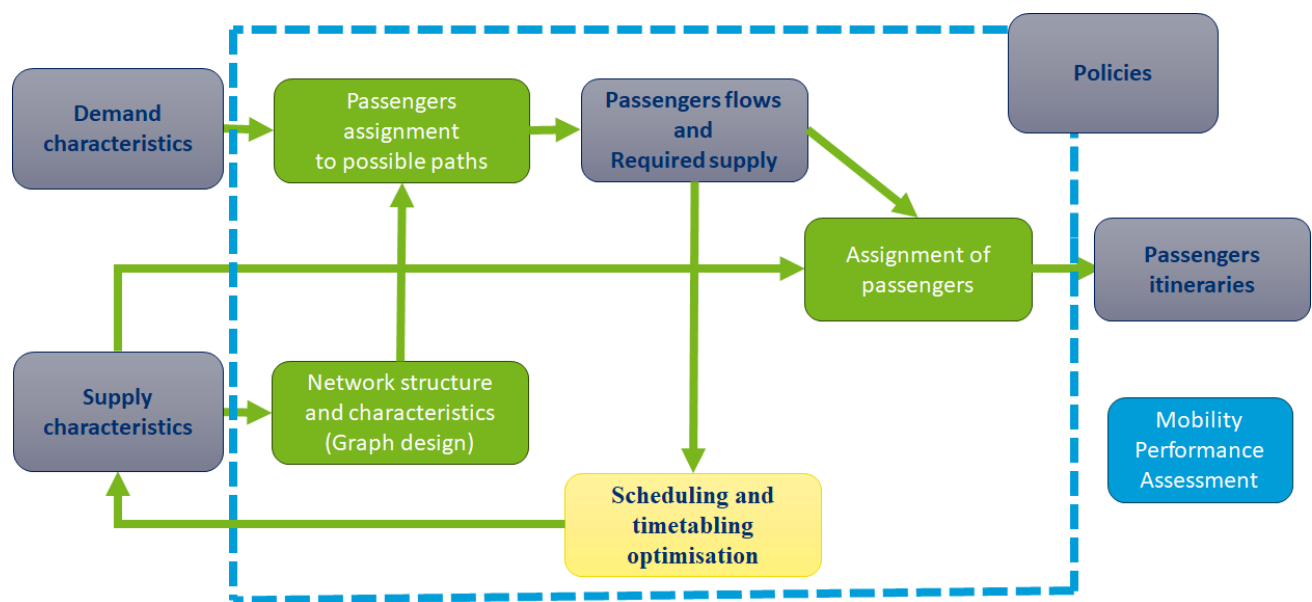 Policies
Demand
characteristics
Passengers
assignment
to possible paths
Passengers flows
and
Required supply
Assignment of
passengers
Passengers
itineraries
Supply
characteristics
Network structure
and characteristics
(Graph design)
Mobility
Performance
Assessment
Scheduling and
timetabling
optimisation